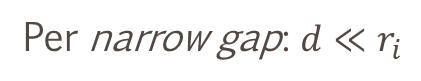 Per narrow gap: d ≪ rᵢ